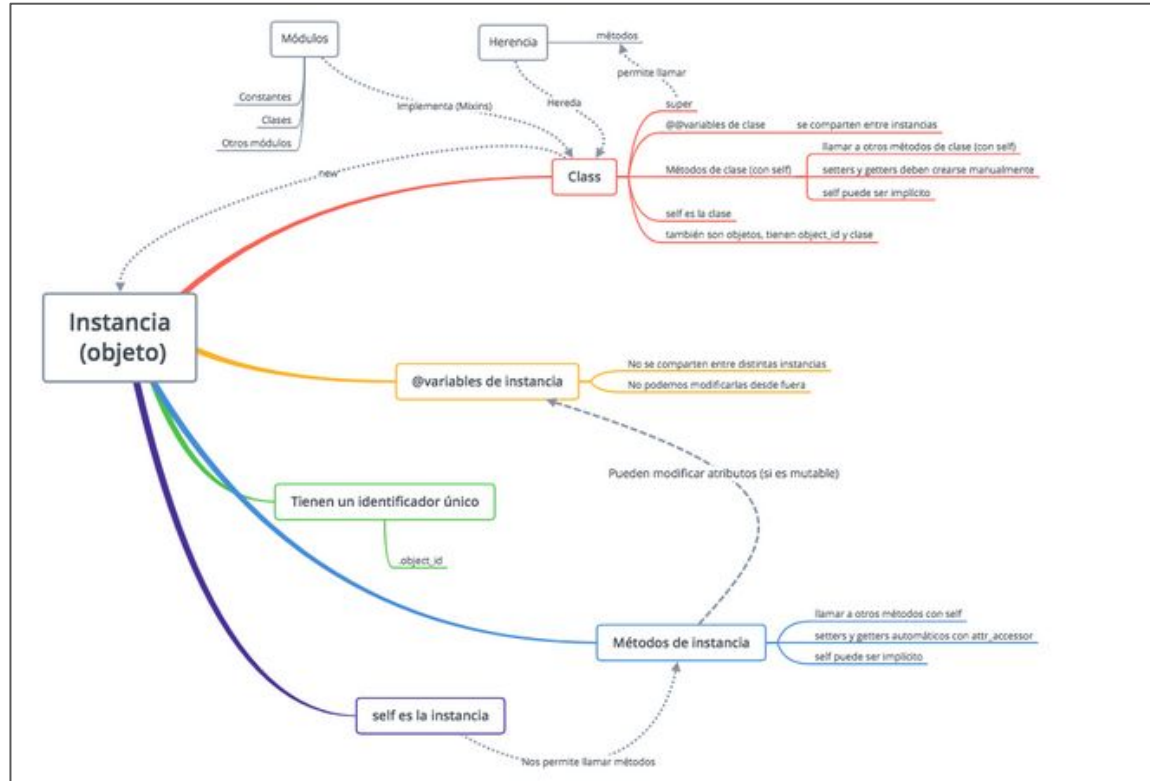 Módulos
Constantes
Clases
Otros módulos
Herencia
métodos
permite llamar
Implementa (Mixins)
Hereda
new
Class
super
@@variables de clase
se comparten entre instancias
Métodos de clase (con self)
llamar a otros métodos de clase (con self)
setters y getters deben crearse manualmente
self puede ser implícito
self es la clase
también son objetos, tienen object_id y clase
Instancia
(objeto)
@variables de instancia
No se comparten entre distintas instancias
No podemos modificarlas desde fuera
Pueden modificar atributos (si es mutable)
Tienen un identificador único
.object_id
Métodos de instancia
llamar a otros métodos con self
setters y getters automáticos con attr_accessor
self puede ser implícito
self es la instancia
Nos permite llamar métodos